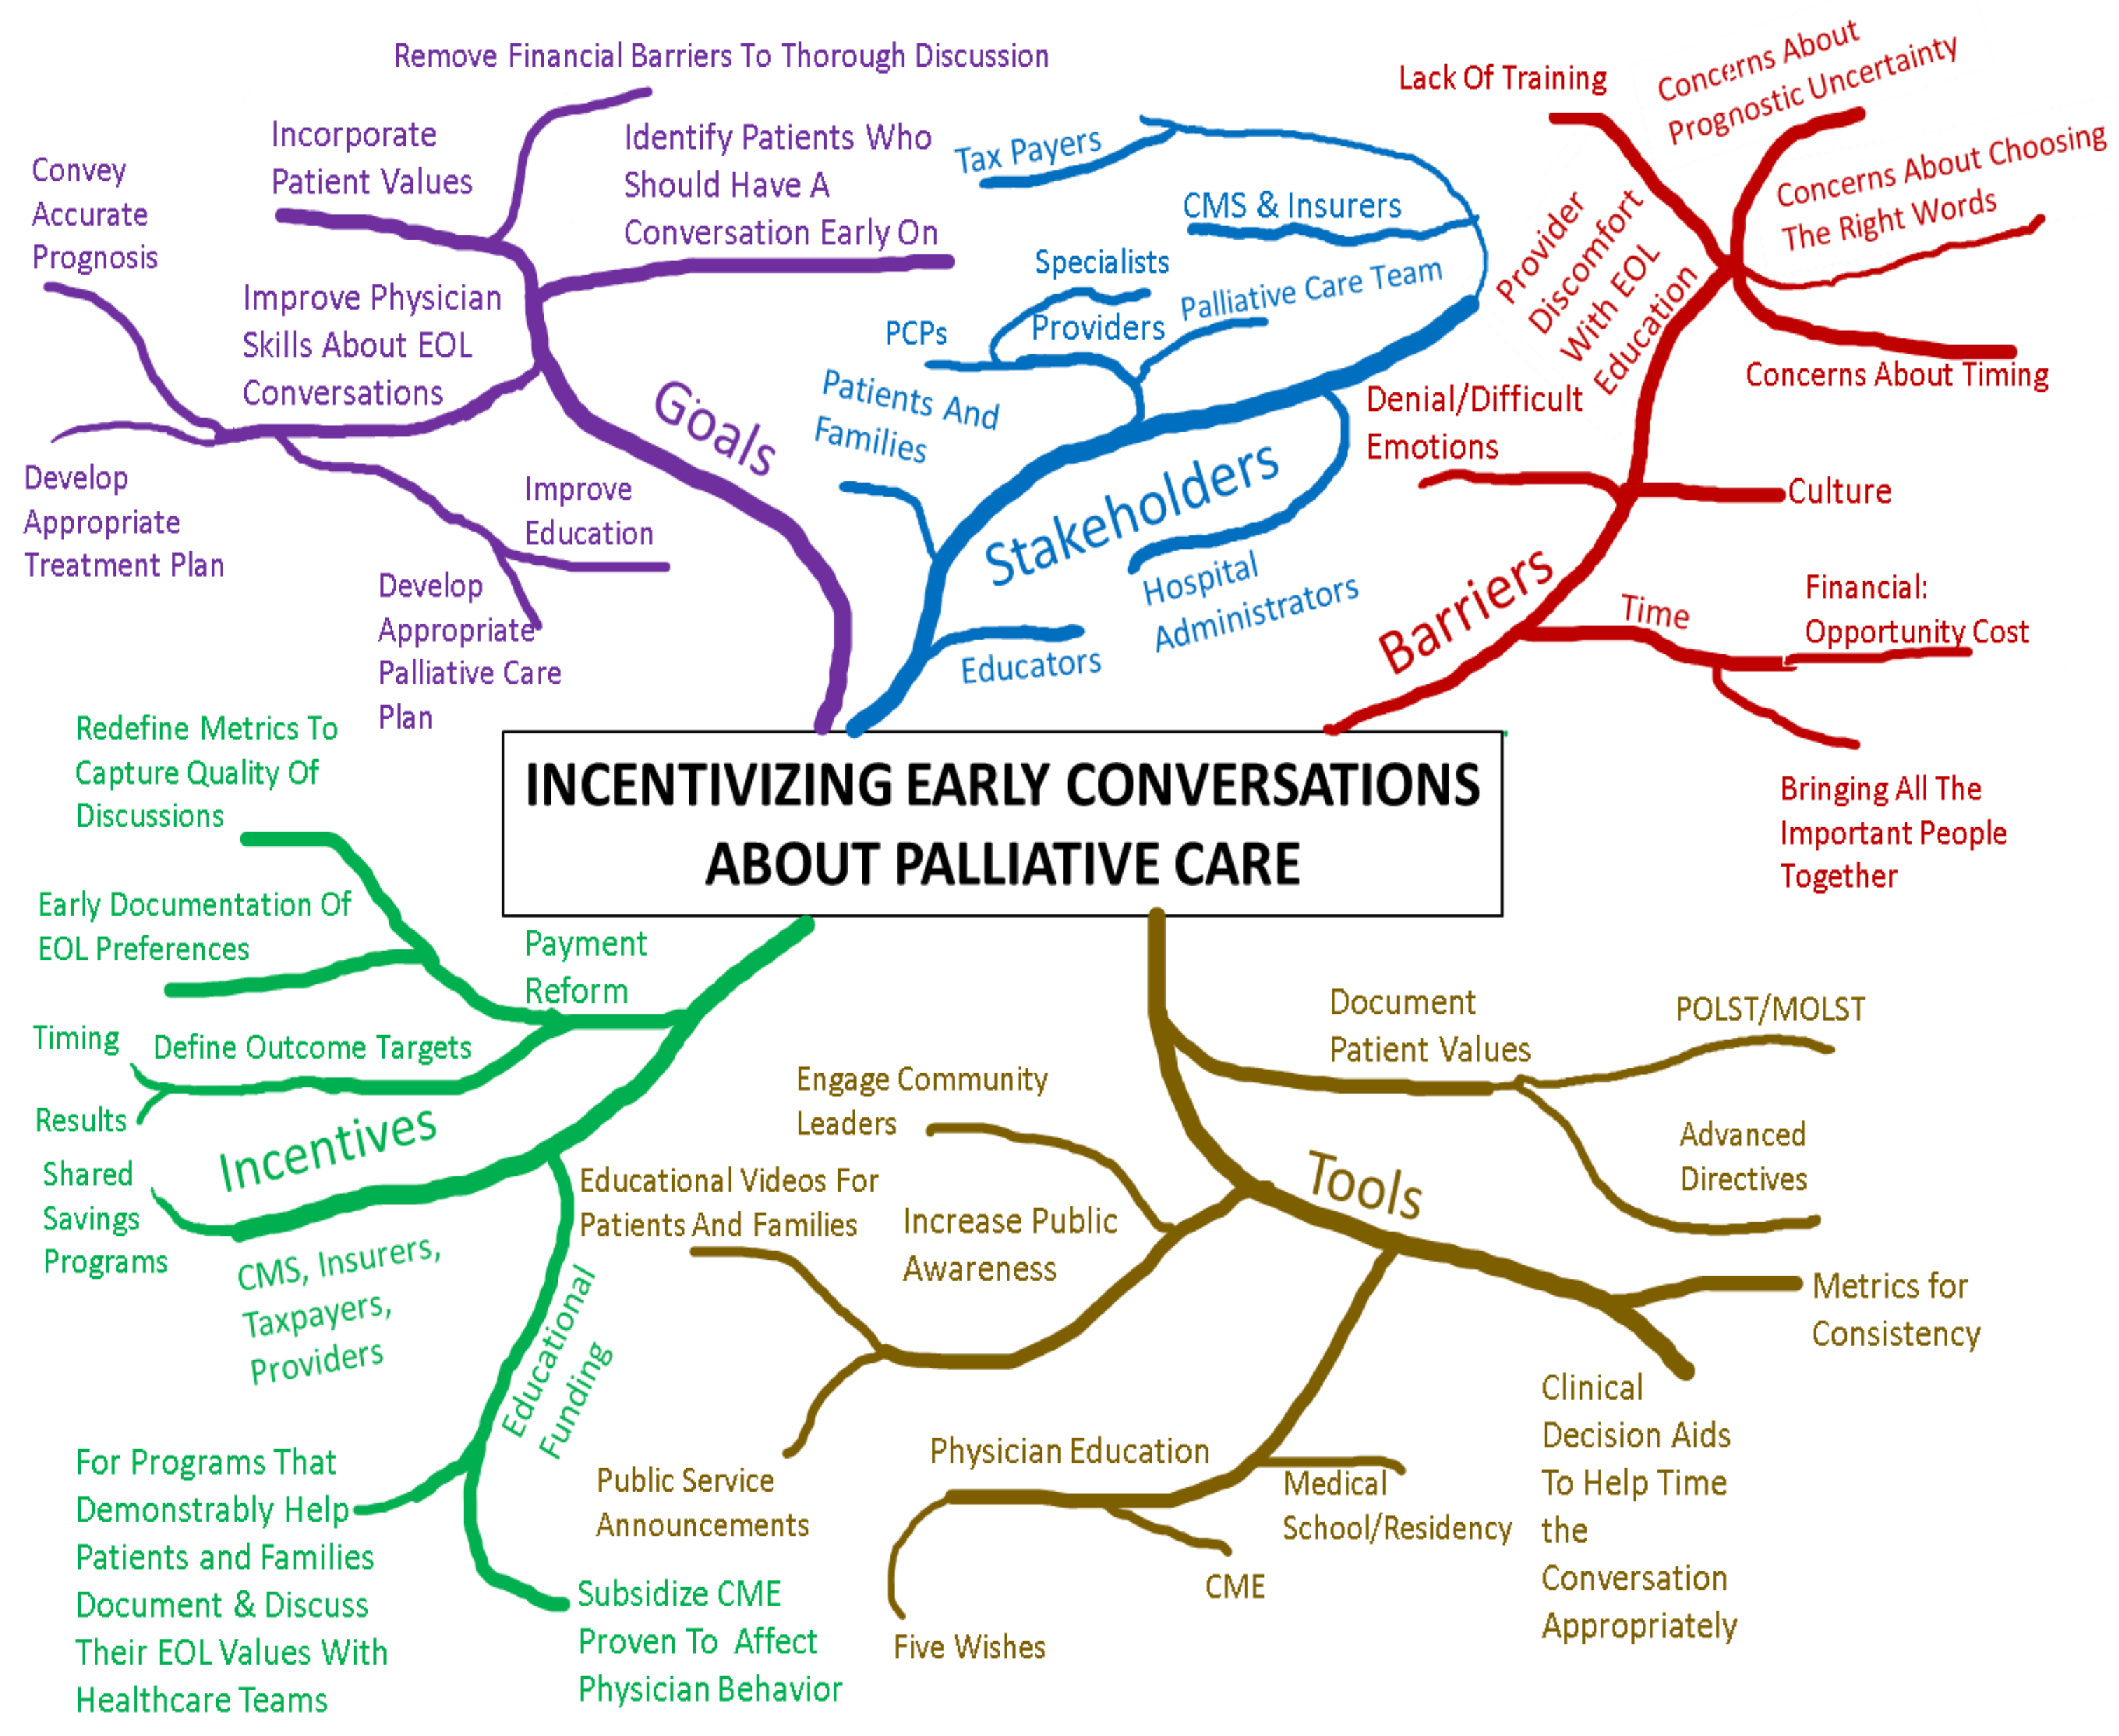 Remove Financial Barriers To Thorough Discussion
Incorporate
Patient Values
Identify Patients Who
Should Have A
Conversation Early On
Convey
Accurate
Prognosis
Improve Physician
Skills About EOL
Conversations
Goals
Develop
Appropriate
Treatment Plan
Improve
Education
Develop
Appropriate
Palliative Care
Plan
Tax Payers
CMS & Insurers
Specialists
Palliative Care Team
PCPs
Providers
Patients And
Families
Stakeholders
Hospital
Administrators
Educators
Lack Of Training
Concerns About
Prognostic Uncertainty
Concerns About Choosing
The Right Words
Provider
Discomfort
With EOL
Education
Concerns About Timing
Denial/Difficult
Emotions
Culture
Barriers
Time
Financial:
Opportunity Cost
Bringing All The
Important People
Together
INCENTIVIZING EARLY CONVERSATIONS
ABOUT PALLIATIVE CARE
Redefine Metrics To
Capture Quality Of
Discussions
Early Documentation Of
EOL Preferences
Payment
Reform
Timing
Define Outcome Targets
Results
Incentives
Shared
Savings
Programs
CMS, Insurers,
Taxpayers,
Providers
Educational
Funding
For Programs That
Demonstrably Help
Patients and Families
Document & Discuss
Their EOL Values With
Healthcare Teams
Subsidize CME
Proven To Affect
Physician Behavior
Document
Patient Values
POLST/MOLST
Advanced
Directives
Engage Community
Leaders
Educational Videos For
Patients And Families
Increase Public
Awareness
Tools
Metrics for
Consistency
Public Service
Announcements
Physician Education
Medical
School/Residency
CME
Five Wishes
Clinical
Decision Aids
To Help Time
the
Conversation
Appropriately